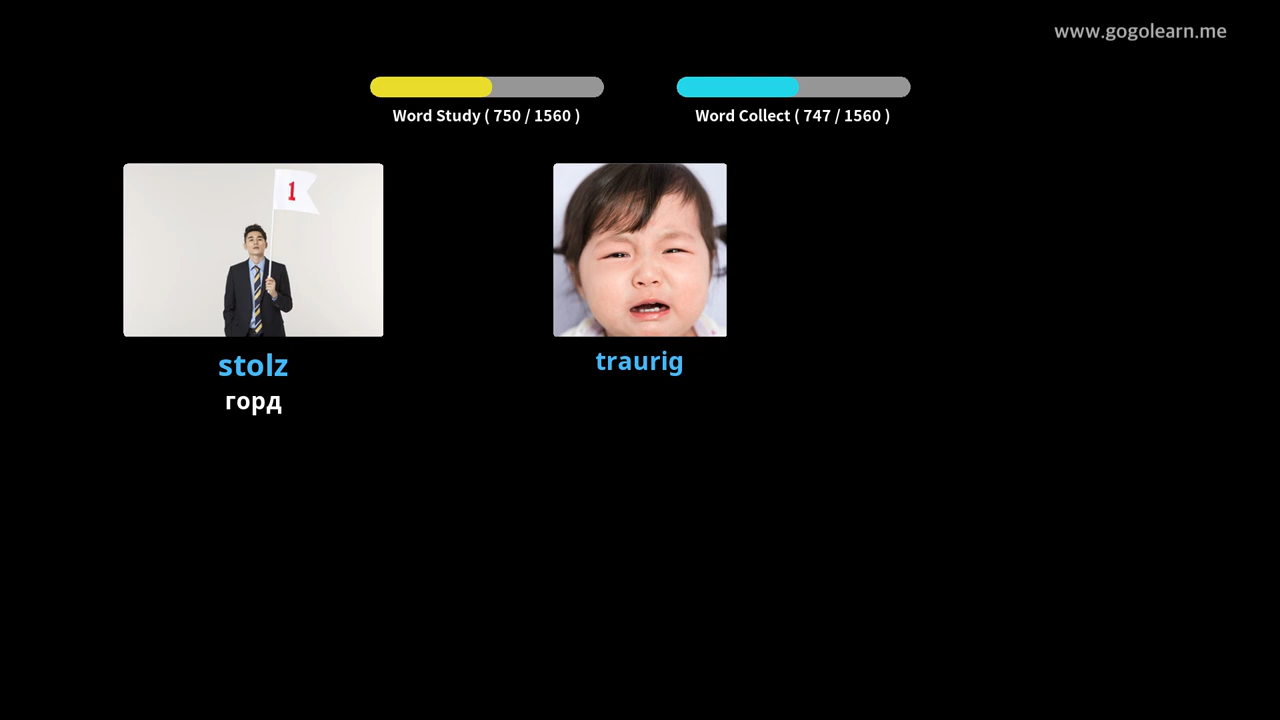 www.gogolearn.me
Word Study ( 750 / 1560 )
Word Collect ( 747 / 1560 )
1
stolz
горд
traurig